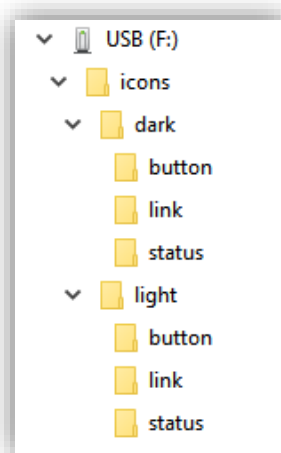 USB (F:)
icons
dark
button
link
status
light
button
link
status